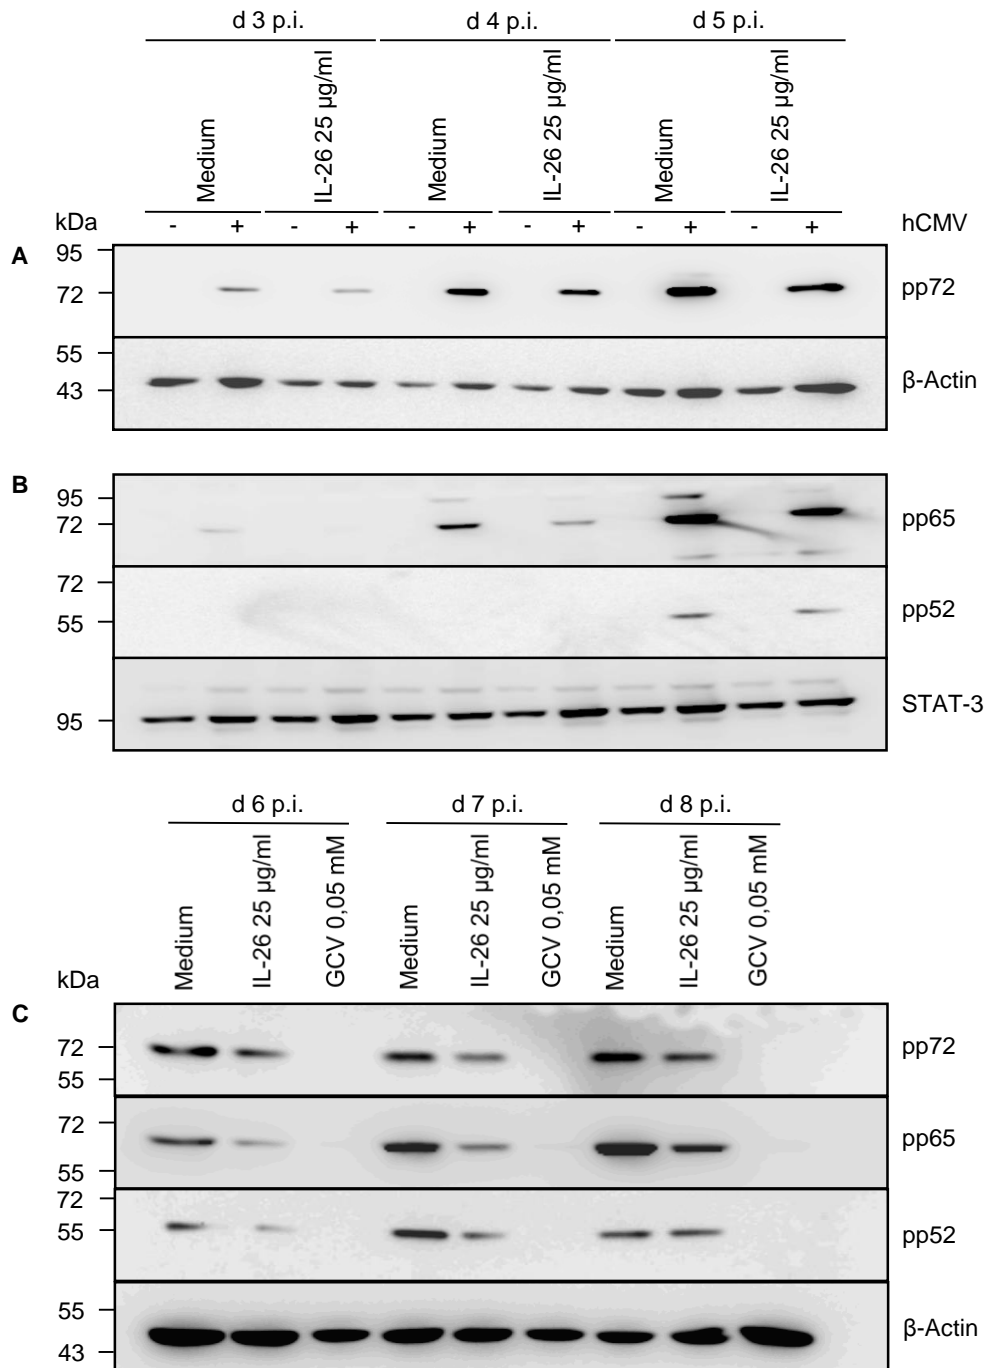 d 3 p.i. d 4 p.i. d 5 p.i.
Medium IL-26 25 µg/ml Medium IL-26 25 µg/ml Medium IL-26 25 µg/ml
kDa - + - + - + - + - + - + hCMV
A
95
72 pp72
55
43 β-Actin
B
95
72 pp65
72
55 pp52
95 STAT-3
d 6 p.i. d 7 p.i. d 8 p.i.
Medium IL-26 25 µg/ml GCV 0,05 mM Medium IL-26 25 µg/ml GCV 0,05 mM Medium IL-26 25 µg/ml GCV 0,05 mM
kDa
C
72 pp72
55
72 pp65
55
72
55 pp52
55 β-Actin
43